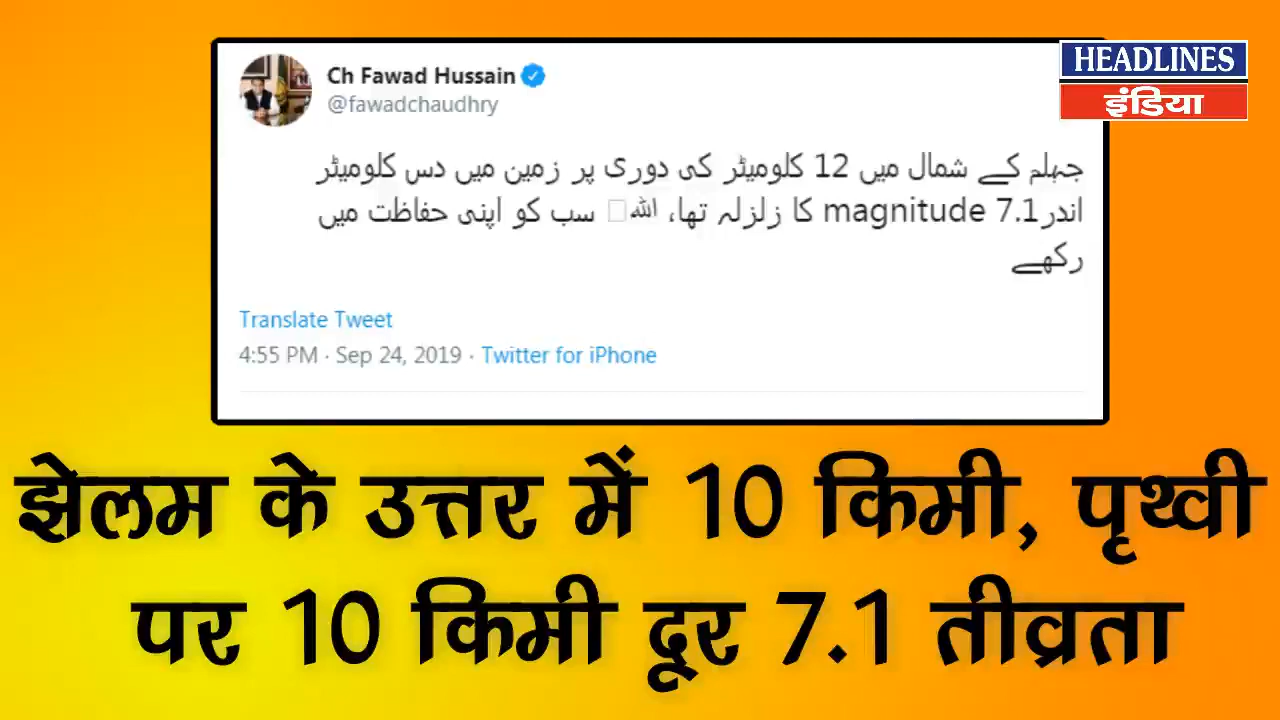 HEADLINES
इंडिया
Ch Fawad Hussain
@fawadchaudhry
جہلم کے شمال میں 12 کلومیٹر کی دوری پر زمین میں دس کلومیٹر
اندر7.1 magnitude کا زلزلہ تھا، اللہ سب کو اپنی حفاظت میں
رکھے
Translate Tweet
4:55 PM · Sep 24, 2019 · Twitter for iPhone
झेलम के उत्तर में 10 किमी, पृथ्वी
पर 10 किमी दूर 7.1 तीव्रता